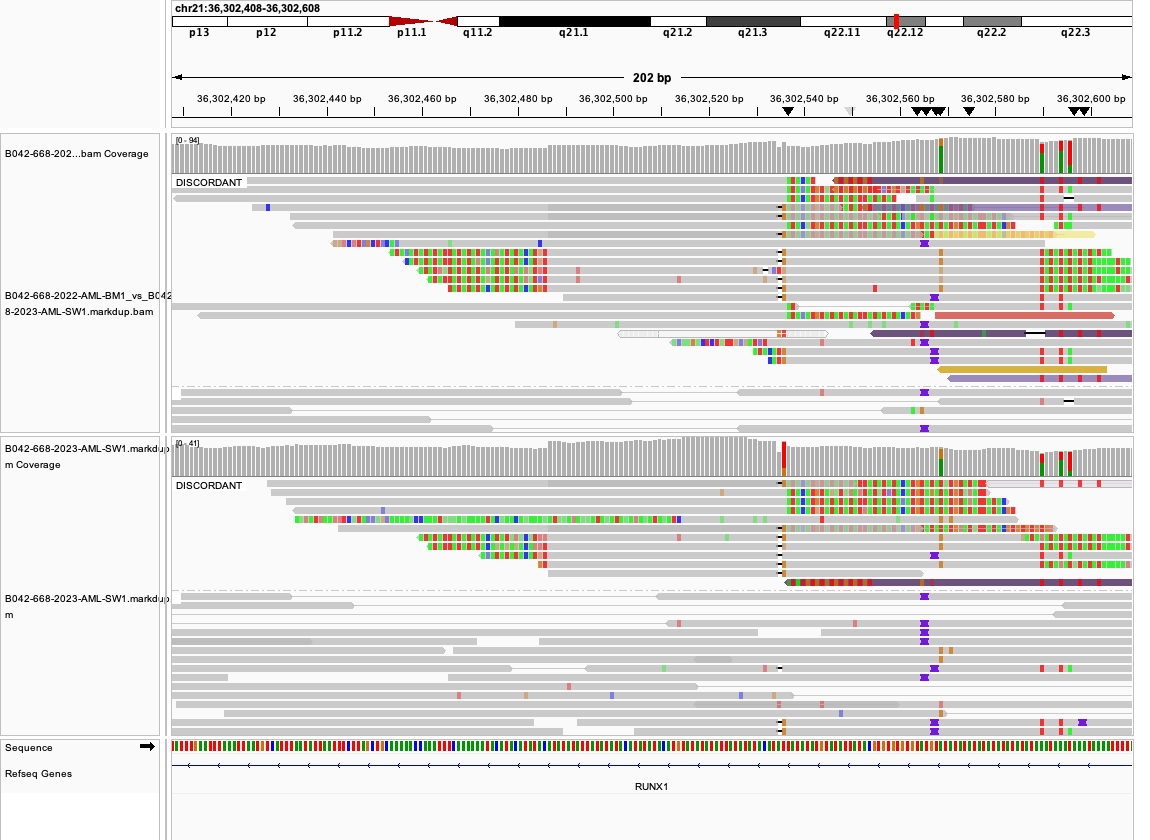 chr21:36,302,408-36,302,608
p13 p12 p11.2 p11.1 q11.2 q21.1 q21.2 q21.3 q22.11 q22.12 q22.2 q22.3
202 bp
36,302,420 bp 36,302,440 bp 36,302,460 bp 36,302,480 bp 36,302,500 bp 36,302,520 bp 36,302,540 bp 36,302,560 bp 36,302,580 bp 36,302,600 bp
[0 - 94]
B042-668-202...bam Coverage
DISCORDANT
B042-668-2022-AML-BM1_vs_B042
8-2023-AML-SW1.markdup.bam
[0 - 41]
B042-668-2023-AML-SW1.markdup
m Coverage
DISCORDANT
B042-668-2023-AML-SW1.markdup
m
Sequence
Refseq Genes
RUNX1